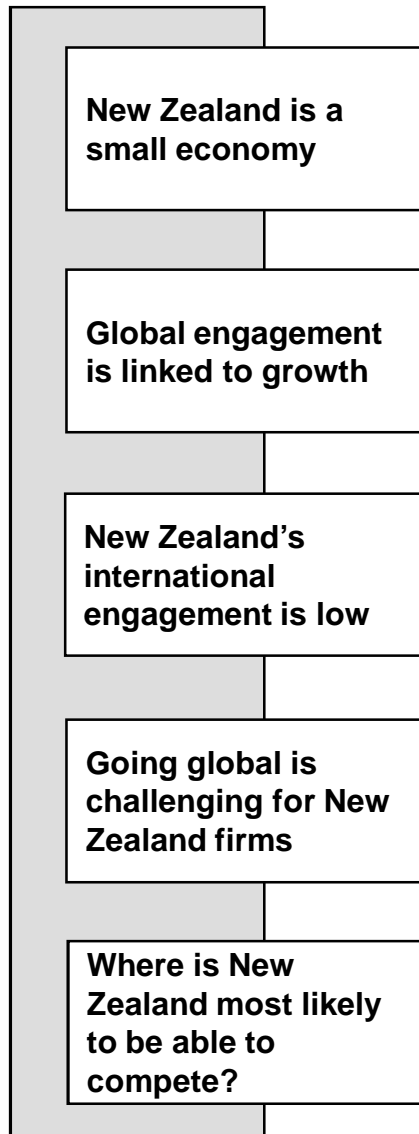 New Zealand is a
small economy
Global engagement
is linked to growth
New Zealand’s
international
engagement is low
Going global is
challenging for New
Zealand firms
Where is New
Zealand most likely
to be able to
compete?